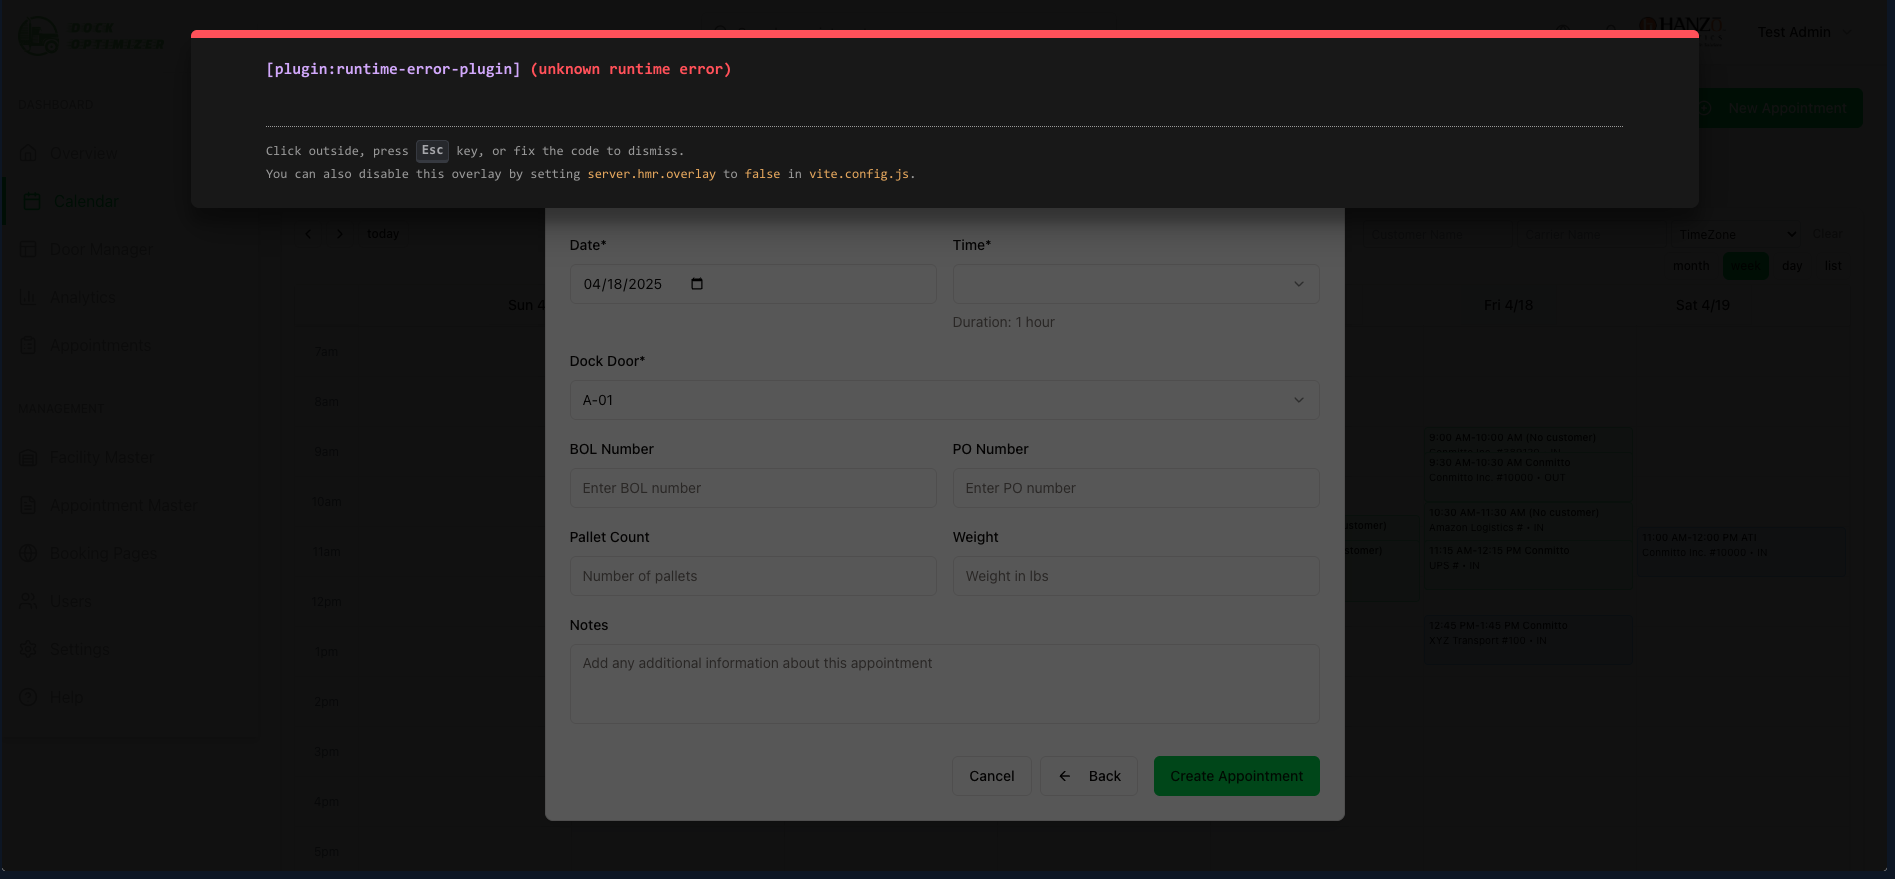 DOCK
OPTIMIZER
HANZO
Test Admin
[plugin:runtime-error-plugin] (unknown runtime error)
Click outside, press Esc key, or fix the code to dismiss.
You can also disable this overlay by setting server.hmr.overlay to false in vite.config.js.
DASHBOARD
Overview
Calendar
Door Manager
Analytics
Appointments
MANAGEMENT
Facility Master
Appointment Master
Booking Pages
Users
Settings
Help
New Appointment
today
Customer Name
Carrier Name
TimeZone
Clear
month week day list
Sun 4
Fri 4/18
Sat 4/19
7am
8am
9am
10am
11am
12pm
1pm
2pm
3pm
4pm
5pm
Date*
Time*
04/18/2025
Duration: 1 hour
Dock Door*
A-01
BOL Number
PO Number
Enter BOL number
Enter PO number
Pallet Count
Weight
Number of pallets
Weight in lbs
Notes
Add any additional information about this appointment
Cancel
Back
Create Appointment
ustomer)
stomer)
9:00 AM-10:00 AM (No customer)
9:30 AM-10:30 AM Conmitto
Conmitto Inc. #10000 • OUT
10:30 AM-11:30 AM (No customer)
Amazon Logistics # • IN
11:15 AM-12:15 PM Conmitto
UPS # • IN
12:45 PM-1:45 PM Conmitto
XYZ Transport #100 • IN
11:00 AM-12:00 PM ATI
Conmitto Inc. #10000 • IN